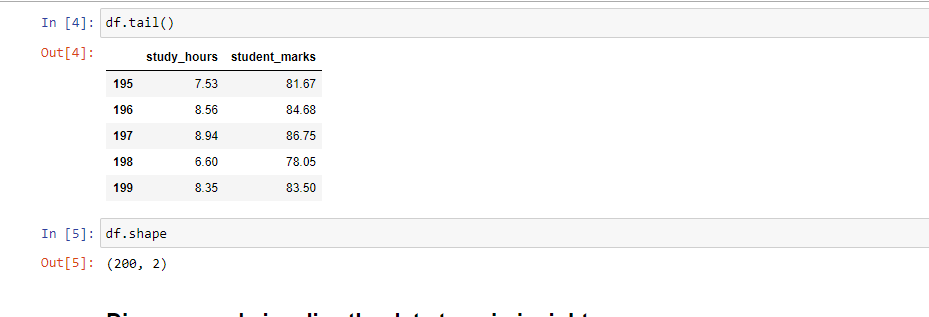 In [4]: df.tail()
Out[4]:
study_hours student_marks
195 7.53 81.67
196 8.56 84.68
197 8.94 86.75
198 6.60 78.05
199 8.35 83.50
In [5]: df.shape
Out[5]: (200, 2)